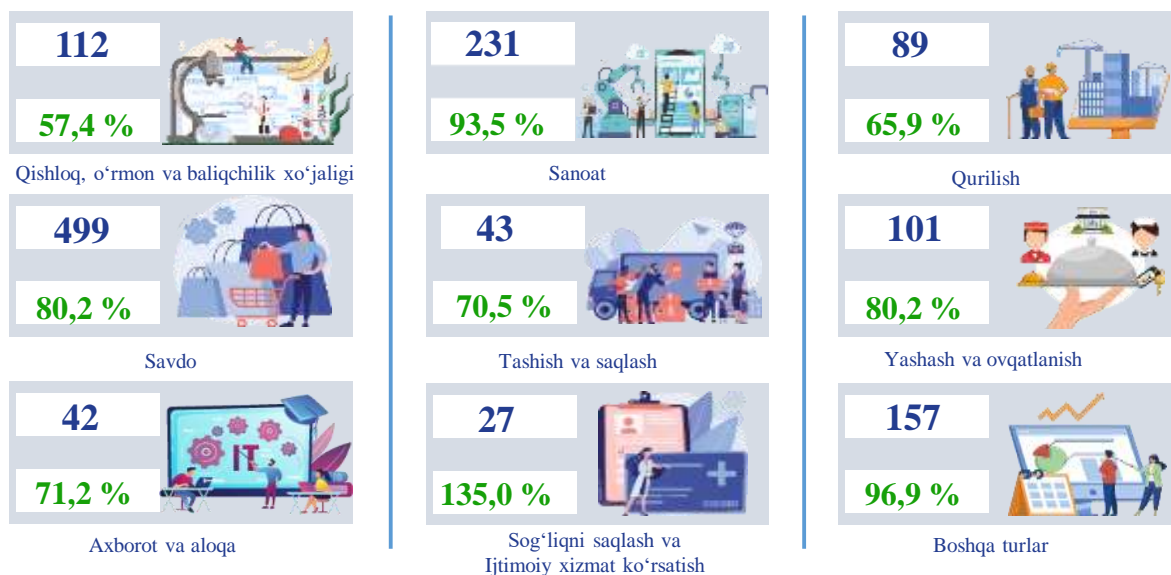 112
57,4 %
Qishloq, o‘rmon va baliqchilik xo‘jaligi
231
93,5 %
Sanoat
89
65,9 %
Qurilish
499
80,2 %
Savdo
43
70,5 %
Tashish va saqlash
101
80,2 %
Yashash va ovqatlanish
42
71,2 %
IT
Axborot va aloqa
27
135,0 %
Sog‘liqni saqlash va
Ijtimoiy xizmat ko‘rsatish
157
96,9 %
Boshqa turlar